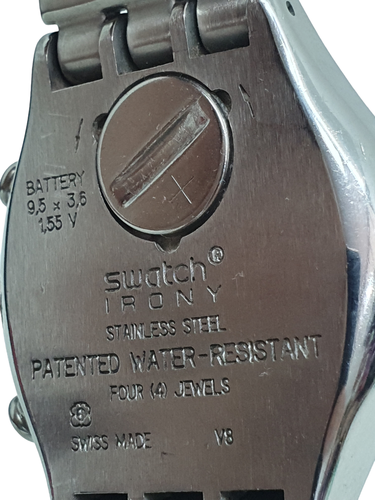 BATTERY
9,5 x 3,6
1,55 V
+
swatch®
IRONY
STAINLESS STEEL
PATENTED WATER-RESISTANT
FOUR (4) JEWELS
SWISS MADE V8